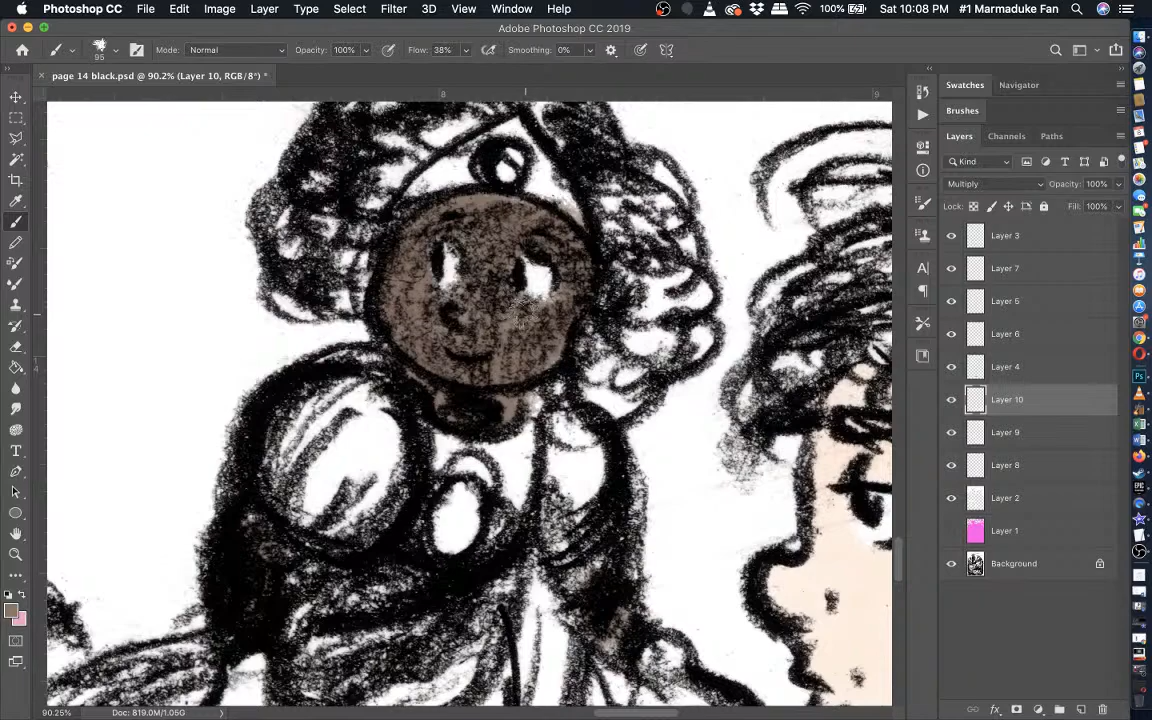 Photoshop CC File Edit Image Layer Type Select Filter 3D View Window Help 100% Sat 10:08 PM #1 Marmaduke Fan
Adobe Photoshop CC 2019
95 Mode: Normal Opacity: 100% Flow: 38% Smoothing: 0%
page 14 black.psd @ 90.2% (Layer 10, RGB/8*) *
8 9
Swatches Navigator
Brushes
Layers Channels Paths
Kind
Multiply Opacity: 100%
Lock: Fill: 100%
Layer 3
Layer 7
Layer 5
Layer 6
Layer 4
Layer 10
Layer 9
Layer 8
Layer 2
Layer 1
Background
90.25% Doc: 819.0M/1.05G